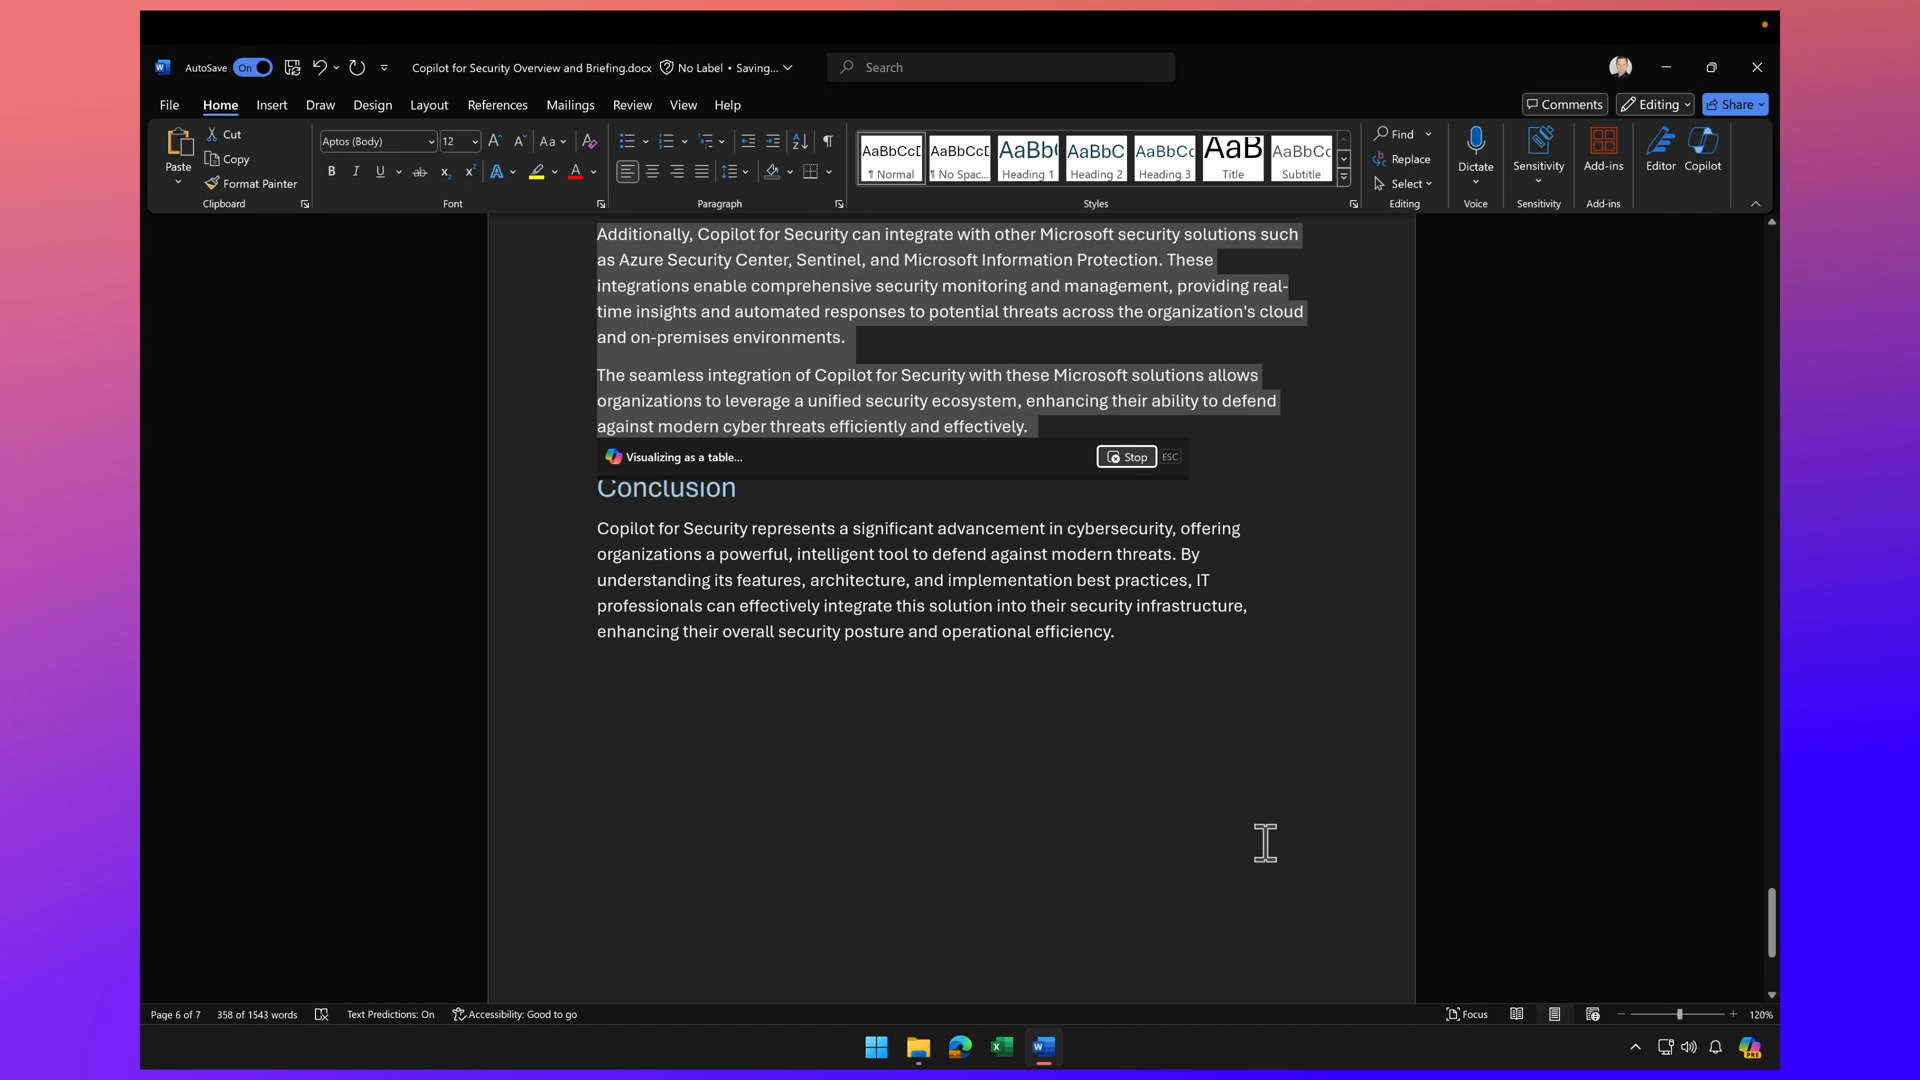 AutoSave On Copilot for Security Overview and Briefing.docx No Label • Saving... Search
File Home Insert Draw Design Layout References Mailings Review View Help Comments Editing Share
Paste Cut Copy Format Painter Clipboard
Aptos (Body) 12 Aa
B I U ab x₂ x² A A
Font
Paragraph
AaBbCcD AaBbCcD AaBb( AaBbC AaBbCc AaB AaBbCc
¶ Normal ¶ No Spac... Heading 1 Heading 2 Heading 3 Title Subtitle
Styles
Find Replace Select Editing
Dictate Voice
Sensitivity Sensitivity
Add-ins Add-ins
Editor Copilot
Additionally, Copilot for Security can integrate with other Microsoft security solutions such
as Azure Security Center, Sentinel, and Microsoft Information Protection. These
integrations enable comprehensive security monitoring and management, providing real-
time insights and automated responses to potential threats across the organization's cloud
and on-premises environments.
The seamless integration of Copilot for Security with these Microsoft solutions allows
organizations to leverage a unified security ecosystem, enhancing their ability to defend
against modern cyber threats efficiently and effectively.
Visualizing as a table... Stop ESC
Conclusion
Copilot for Security represents a significant advancement in cybersecurity, offering
organizations a powerful, intelligent tool to defend against modern threats. By
understanding its features, architecture, and implementation best practices, IT
professionals can effectively integrate this solution into their security infrastructure,
enhancing their overall security posture and operational efficiency.
Page 6 of 7 358 of 1543 words Text Predictions: On Accessibility: Good to go Focus 120%
PRE